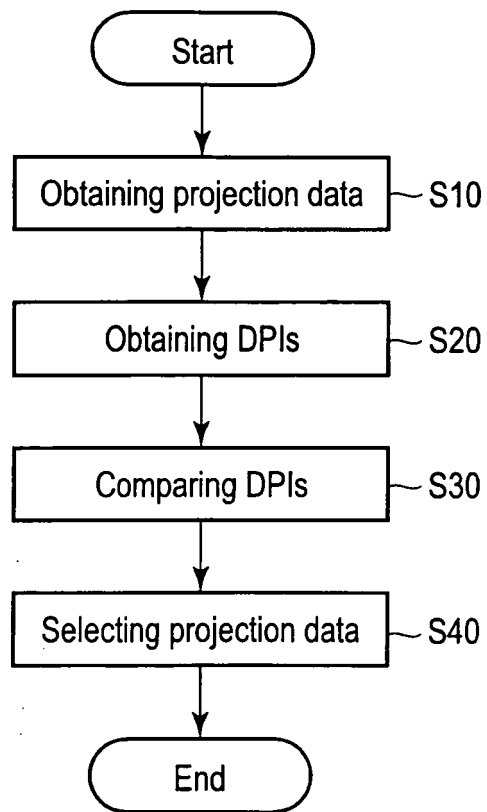 Start
Obtaining projection data S10
Obtaining DPIs S20
Comparing DPIs S30
Selecting projection data S40
End